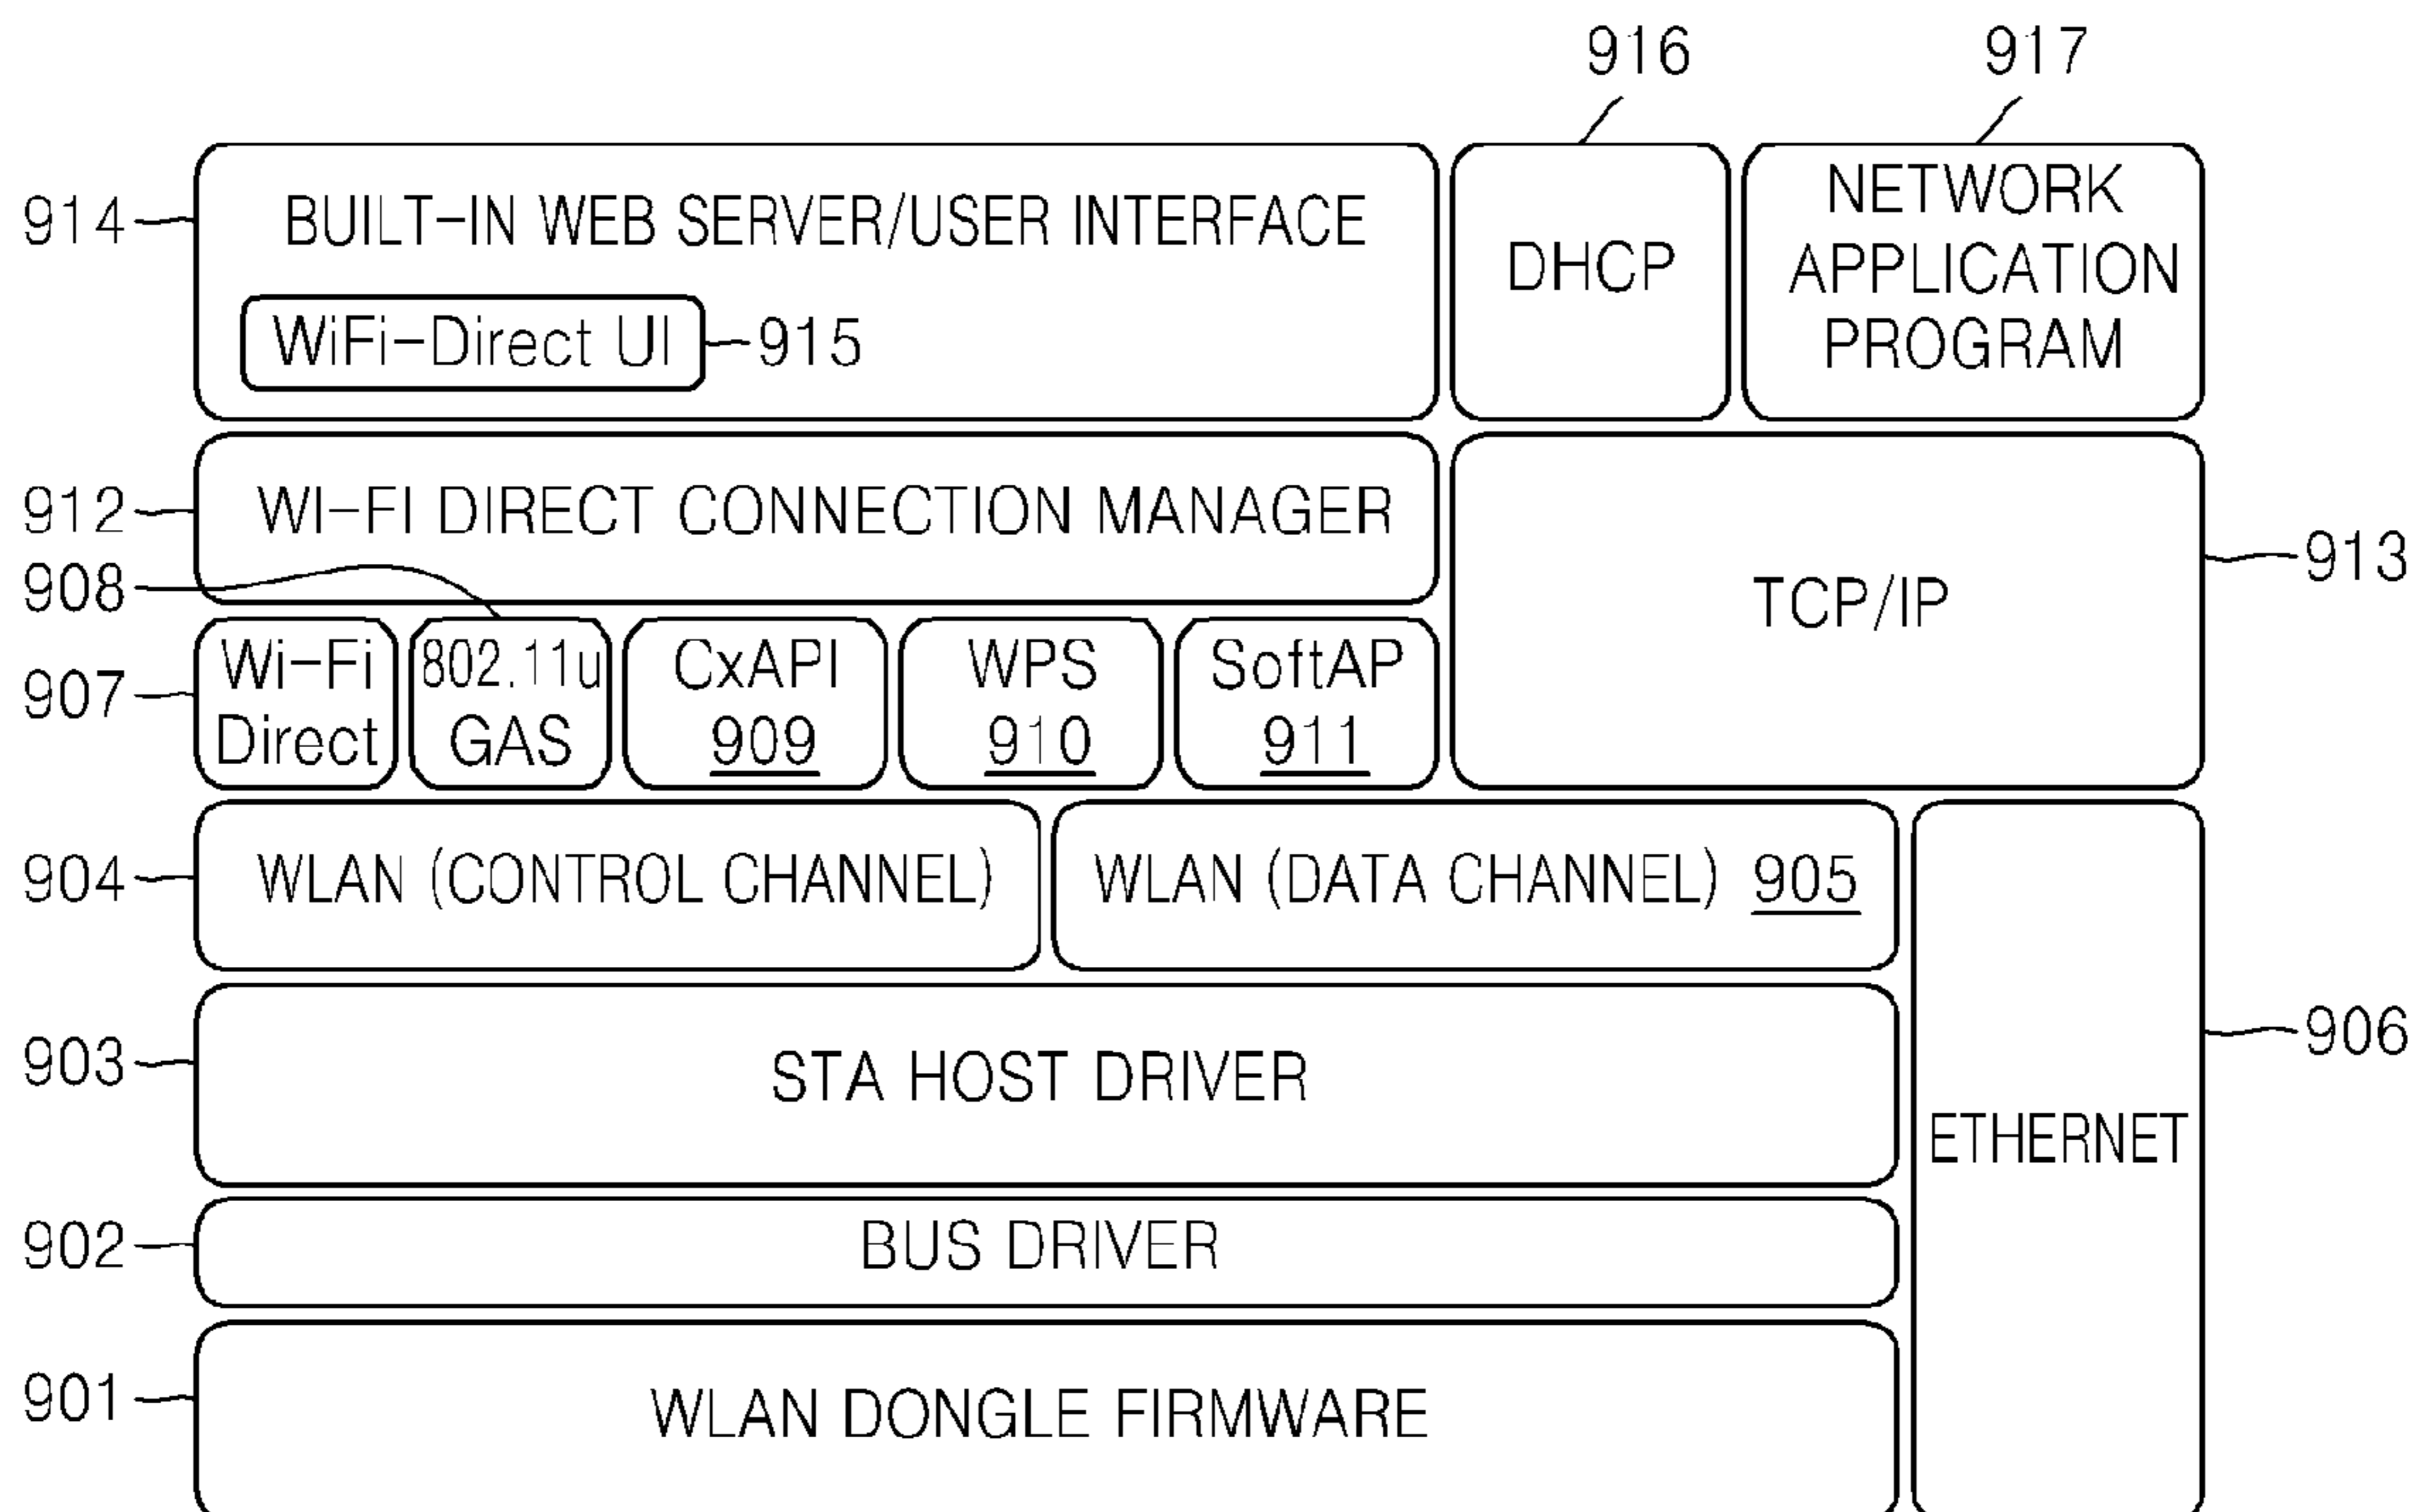 916
917
914
BUILT-IN WEB SERVER/USER INTERFACE
WiFi-Direct UI
915
DHCP
NETWORK
APPLICATION
PROGRAM
912
WI-FI DIRECT CONNECTION MANAGER
908
TCP/IP
913
907
Wi-Fi
Direct
802.11u
GAS
CxAPI
909
WPS
910
SoftAP
911
904
WLAN (CONTROL CHANNEL)
WLAN (DATA CHANNEL) 905
903
STA HOST DRIVER
906
ETHERNET
902
BUS DRIVER
901
WLAN DONGLE FIRMWARE